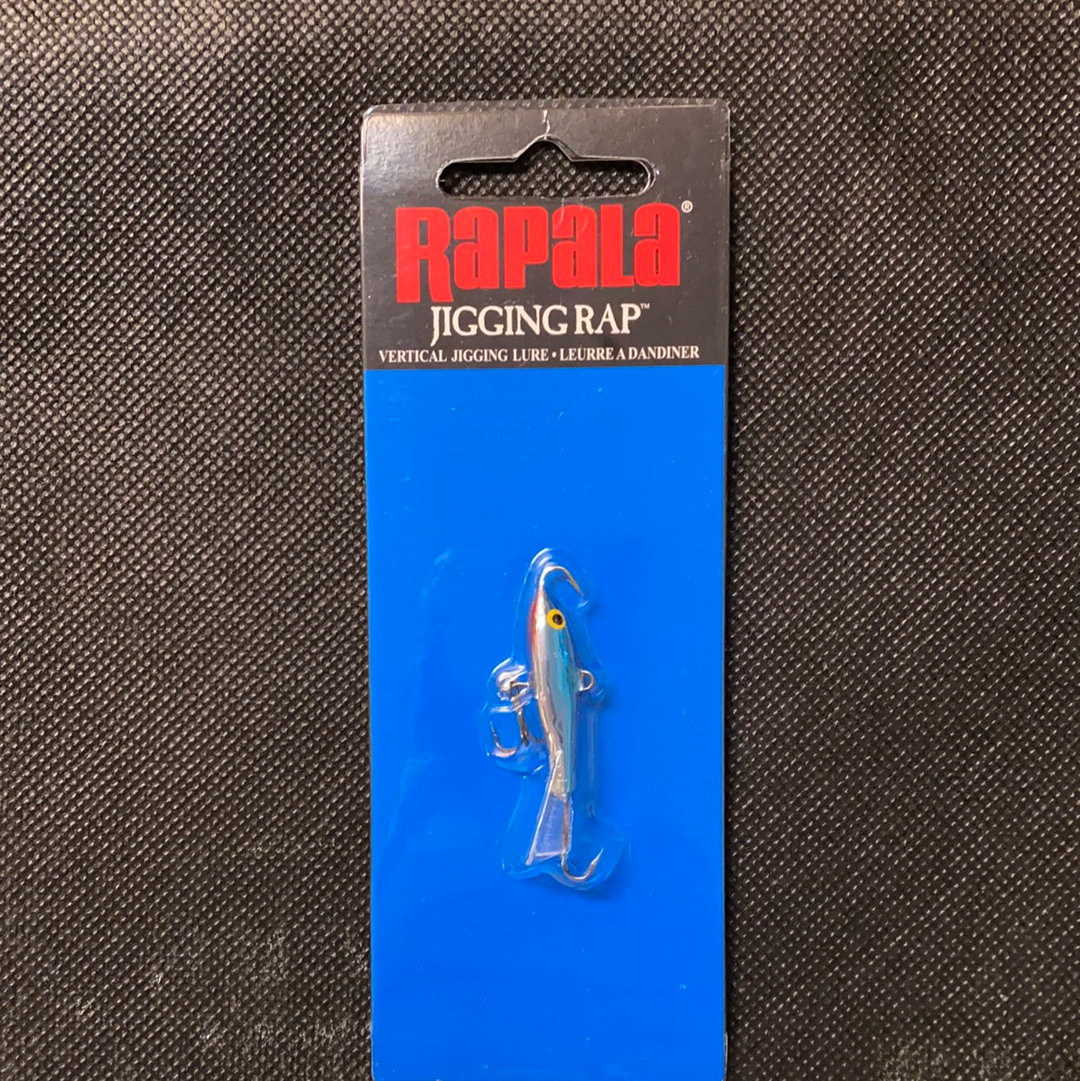 RAPALA®
JIGGING RAP™
VERTICAL JIGGING LURE • LEURRE A DANDINER